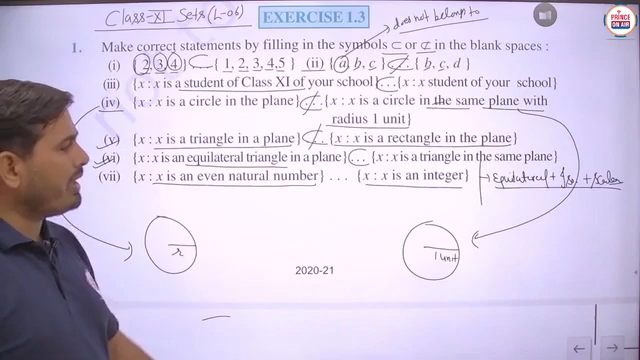 Class-XI Sets (L-06)
EXERCISE 1.3
does not belongs to
PRINCE
ON AIR
1. Make correct statements by filling in the symbols ⊂ or ⊄ in the blank spaces :
(i) { 2, 3, 4 } ⊂ { 1, 2, 3, 4, 5 } (ii) { a, b, c } ⊄ { b, c, d }
(iii) {x : x is a student of Class XI of your school} . . . {x : x student of your school}
(iv) {x : x is a circle in the plane} ⊄ {x : x is a circle in the same plane with
radius 1 unit}
(v) {x : x is a triangle in a plane} ⊄ {x : x is a rectangle in the plane}
(vi) {x : x is an equilateral triangle in a plane} . . . {x : x is a triangle in the same plane}
(vii) {x : x is an even natural number} . . . {x : x is an integer}
Equilateral + Iso +
r
1 unit
2020-21